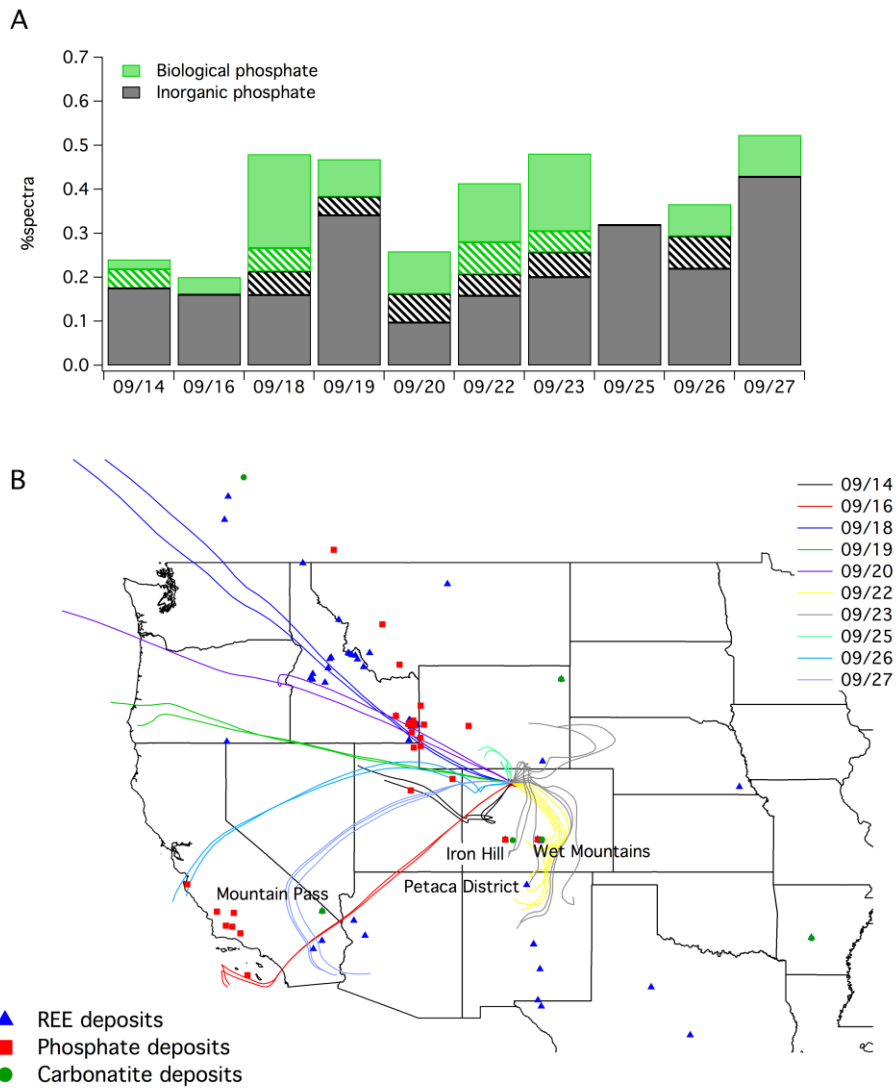 A
0.7
Biological phosphate
0.7
Inorganic phosphate
0.5
0.4
%spectra
0.3
0.2
0.1
0.0
09/14 09/16 09/18 09/19 09/20 09/22 09/23 09/25 09/26 09/27
B
09/14
09/16
09/18
09/19
09/20
09/22
09/23
09/25
09/26
09/27
Iron Hill Wet Mountains
Mountain Pass Petaca District
REE deposits
Phosphate deposits
Carbonatite deposits